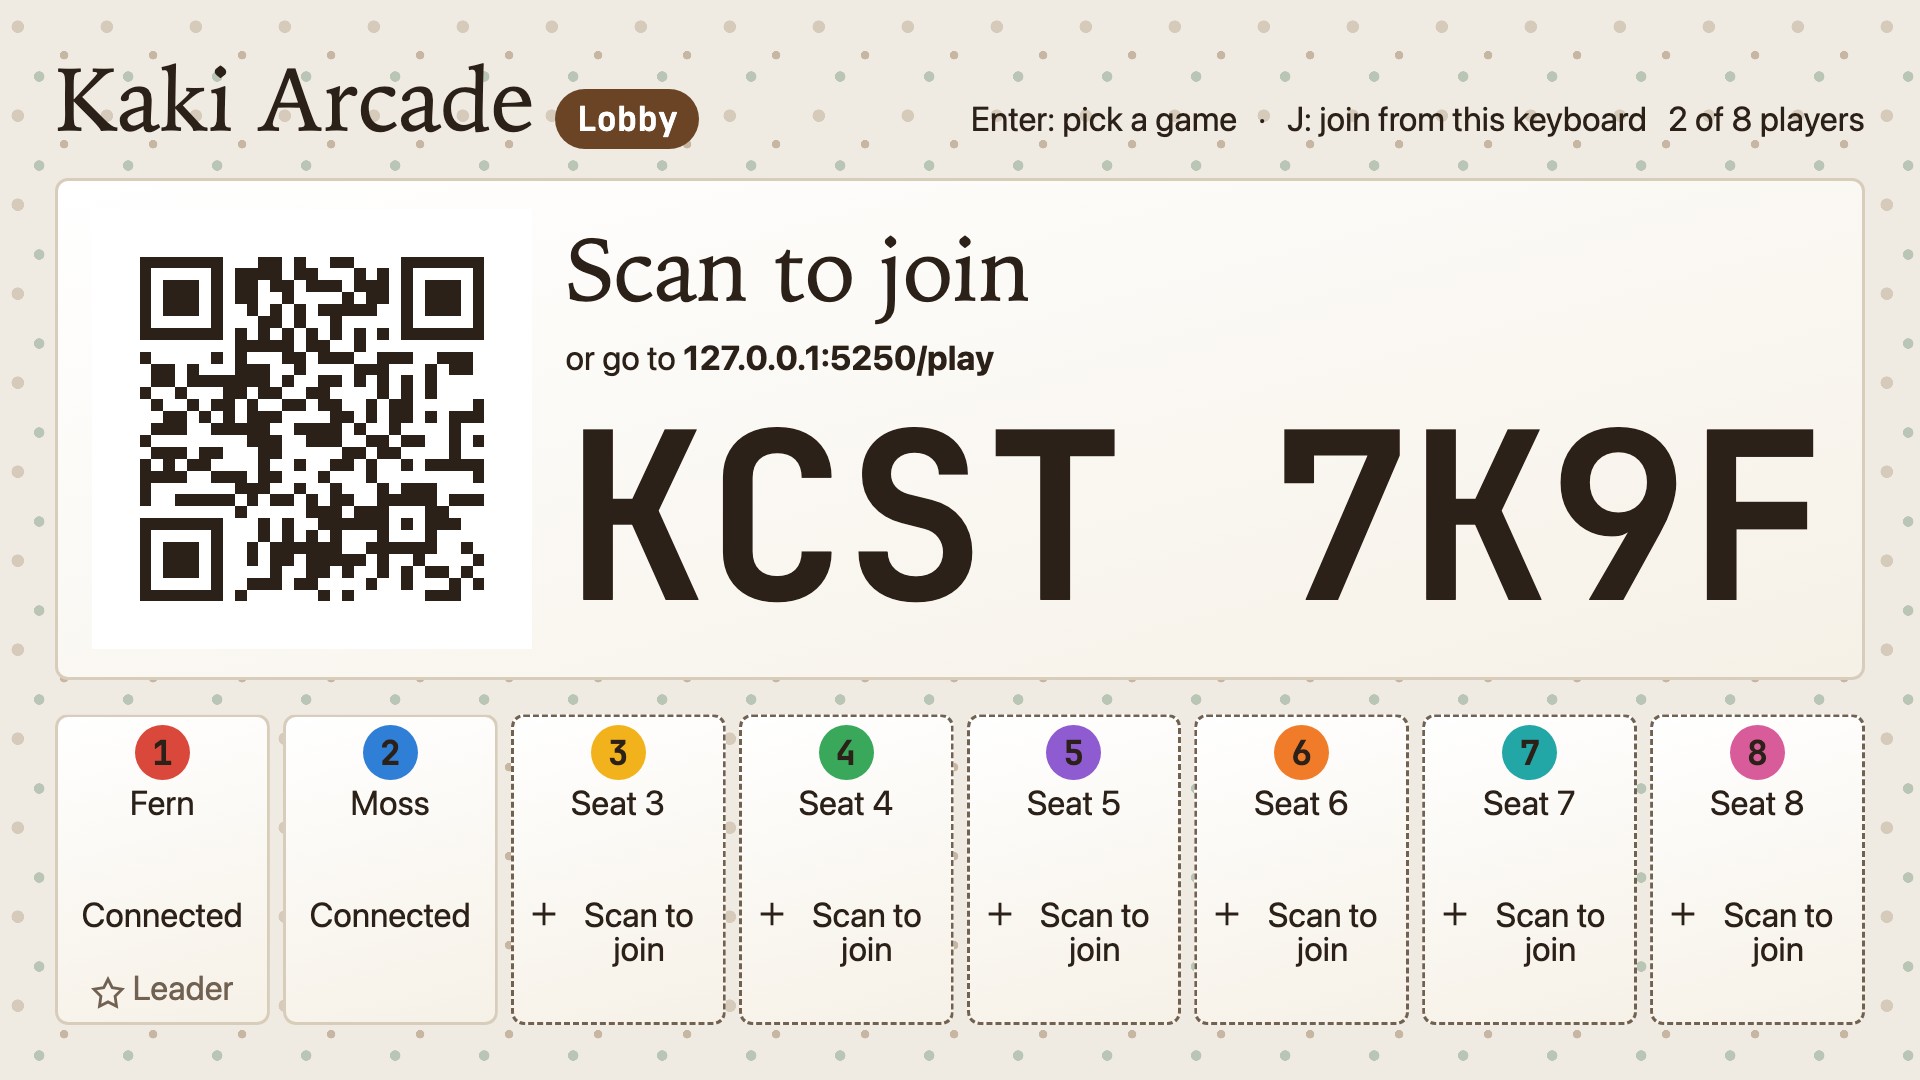 Kaki Arcade Lobby
Enter: pick a game · J: join from this keyboard 2 of 8 players
Scan to join
or go to 127.0.0.1:5250/play
KCST 7K9F
1
Fern
Connected
Leader
2
Moss
Connected
3
Seat 3
+ Scan to
join
4
Seat 4
+ Scan to
join
5
Seat 5
+ Scan to
join
6
Seat 6
+ Scan to
join
7
Seat 7
+ Scan to
join
8
Seat 8
+ Scan to
join